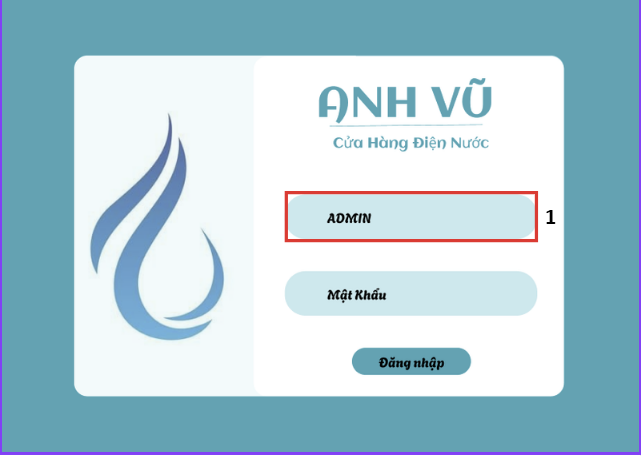 ANH VŨ
Cửa Hàng Điện Nước
ADMIN
1
Mật Khẩu
Đăng nhập